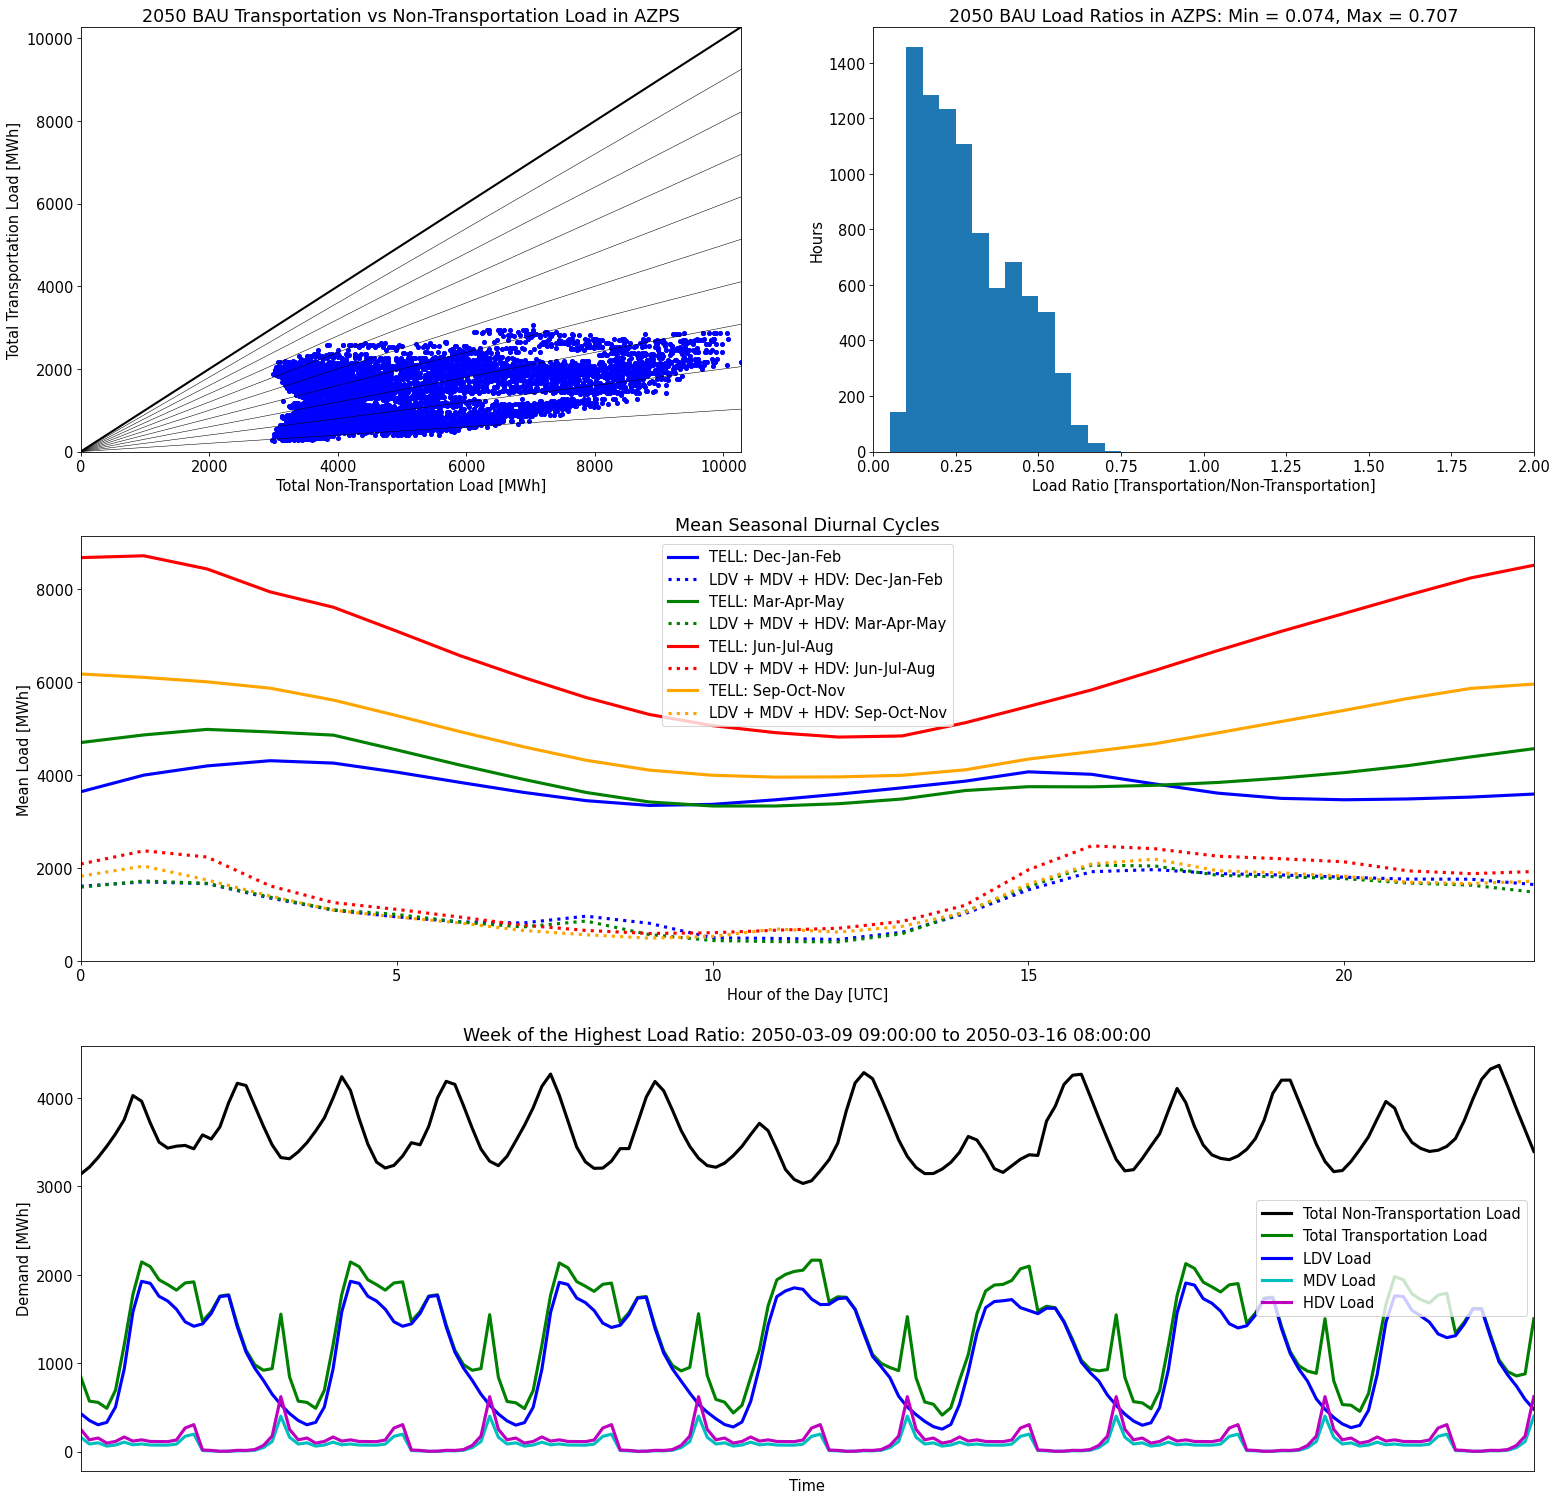 2050 BAU Transportation vs Non-Transportation Load in AZPS
10000
8000
6000
4000
2000
0
Total Transportation Load [MWh]
0 2000 4000 6000 8000 10000
Total Non-Transportation Load [MWh]
2050 BAU Load Ratios in AZPS: Min = 0.074, Max = 0.707
1400
1200
1000
800
600
400
200
0
Hours
0.00 0.25 0.50 0.75 1.00 1.25 1.50 1.75 2.00
Load Ratio [Transportation/Non-Transportation]
Mean Seasonal Diurnal Cycles
8000
6000
4000
2000
0
Mean Load [MWh]
TELL: Dec-Jan-Feb
LDV + MDV + HDV: Dec-Jan-Feb
TELL: Mar-Apr-May
LDV + MDV + HDV: Mar-Apr-May
TELL: Jun-Jul-Aug
LDV + MDV + HDV: Jun-Jul-Aug
TELL: Sep-Oct-Nov
LDV + MDV + HDV: Sep-Oct-Nov
0 5 10 15 20
Hour of the Day [UTC]
Week of the Highest Load Ratio: 2050-03-09 09:00:00 to 2050-03-16 08:00:00
4000
3000
2000
1000
0
Demand [MWh]
Total Non-Transportation Load
Total Transportation Load
LDV Load
MDV Load
HDV Load
Time